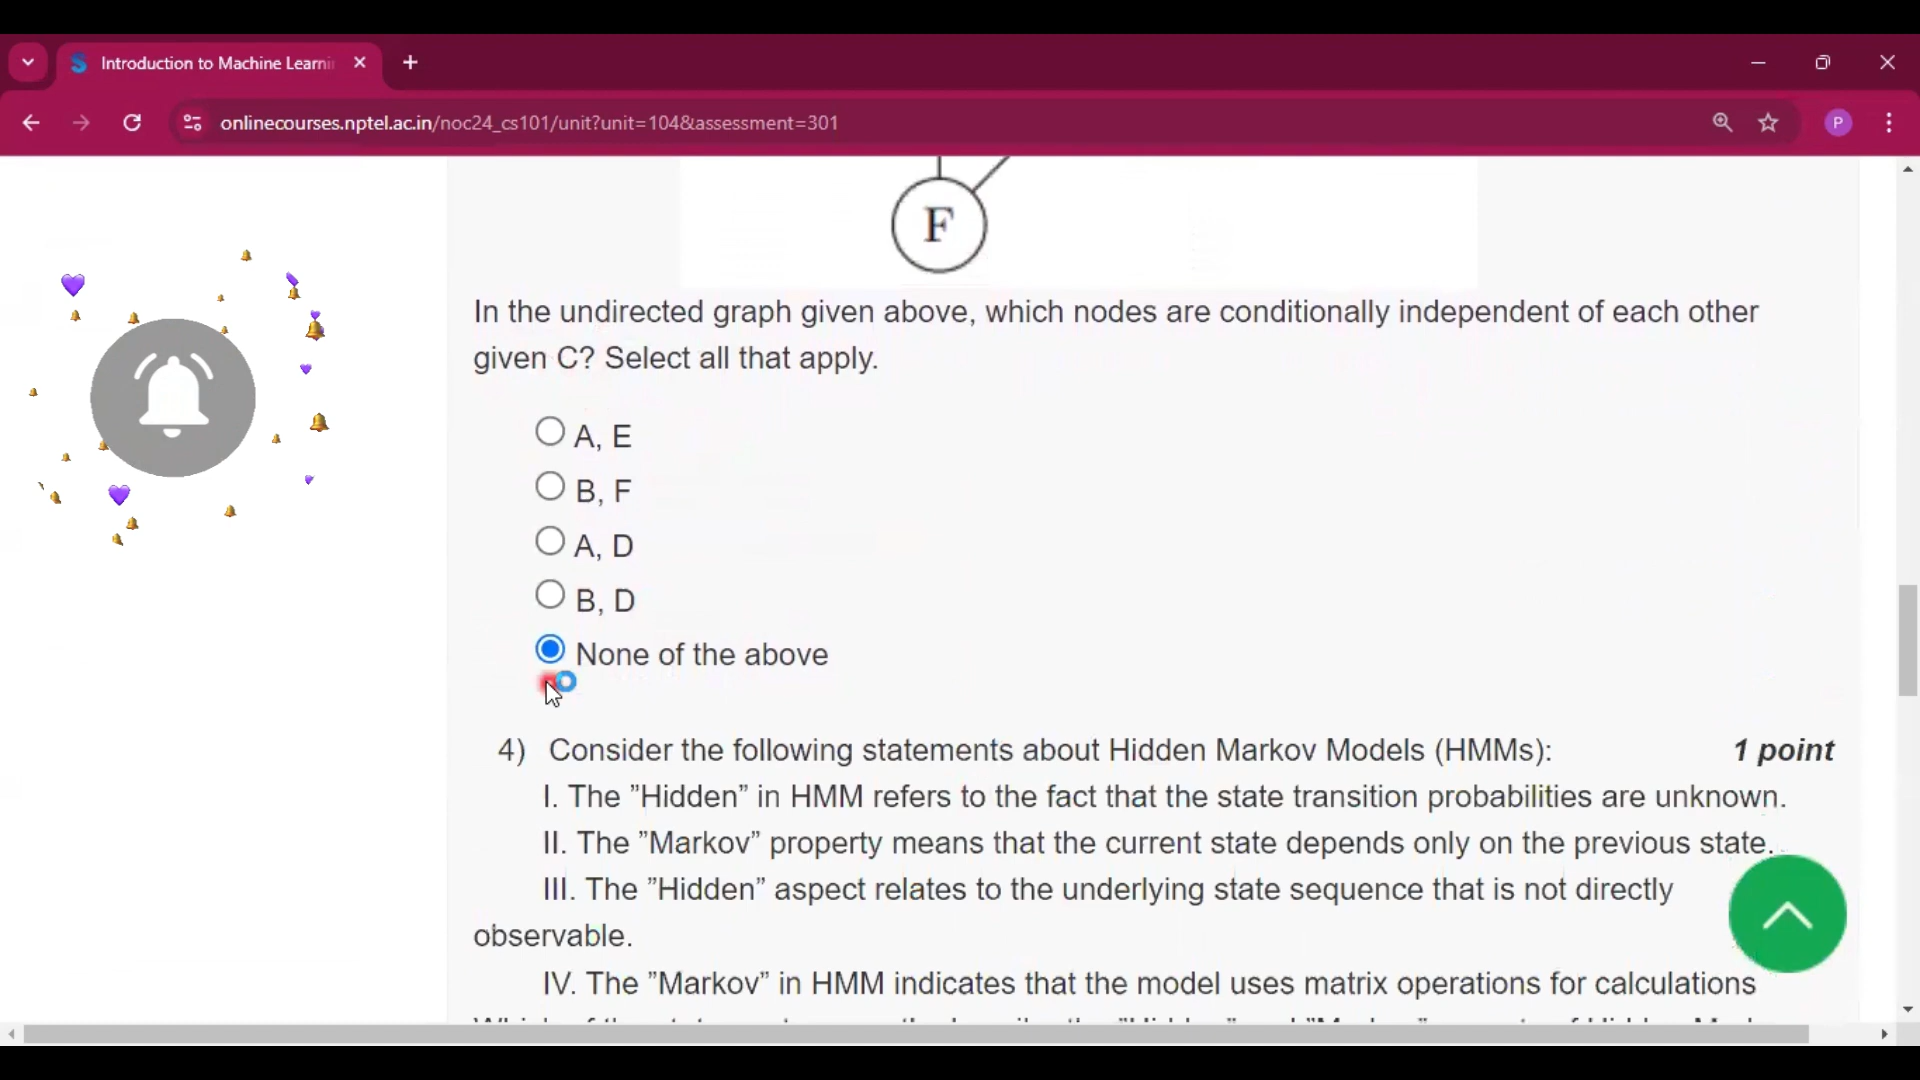 Introduction to Machine Learni
onlinecourses.nptel.ac.in/noc24_cs101/unit?unit=104&assessment=301
P
F
In the undirected graph given above, which nodes are conditionally independent of each other
given C? Select all that apply.
A, E
B, F
A, D
B, D
None of the above
4) Consider the following statements about Hidden Markov Models (HMMs): 1 point
I. The ”Hidden” in HMM refers to the fact that the state transition probabilities are unknown.
II. The ”Markov” property means that the current state depends only on the previous state.
III. The ”Hidden” aspect relates to the underlying state sequence that is not directly
observable.
IV. The ”Markov” in HMM indicates that the model uses matrix operations for calculations